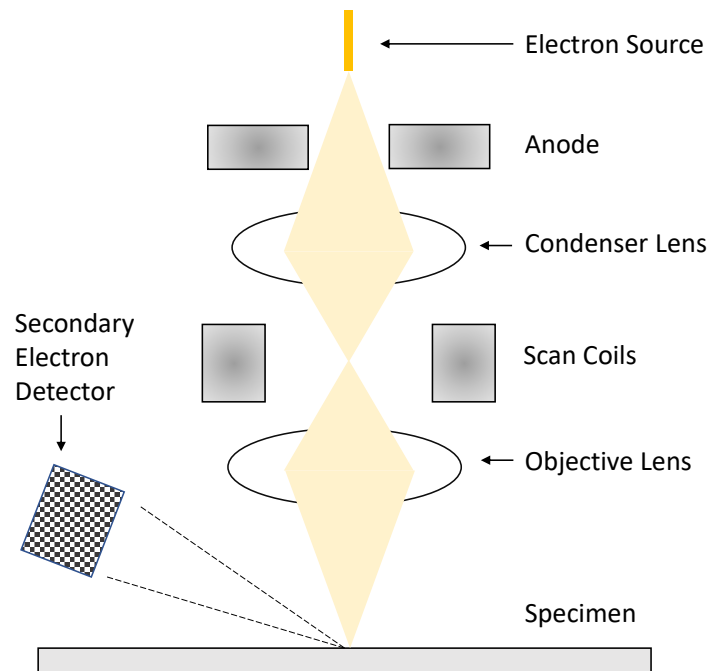 Electron Source
Anode
Condenser Lens
Secondary
Electron
Detector
Scan Coils
Objective Lens
Specimen